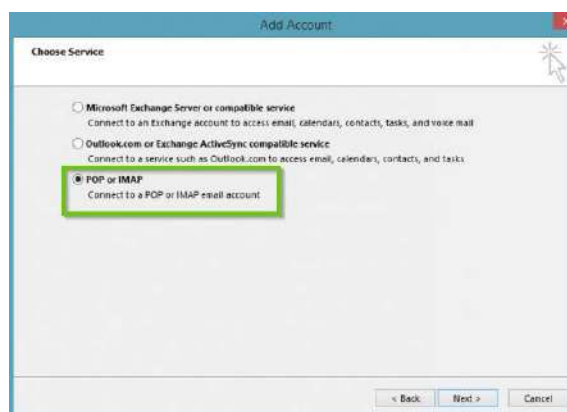 Add Account
Choose Service
Microsoft Exchange Server or compatible service
Connect to an Exchange account to access email, calendars, contacts, tasks, and voice mail
Outlook.com or Exchange ActiveSync compatible service
Connect to a service such as Outlook.com to access email, calendars, contacts, and tasks
POP or IMAP
Connect to a POP or IMAP email account
< Back Next > Cancel